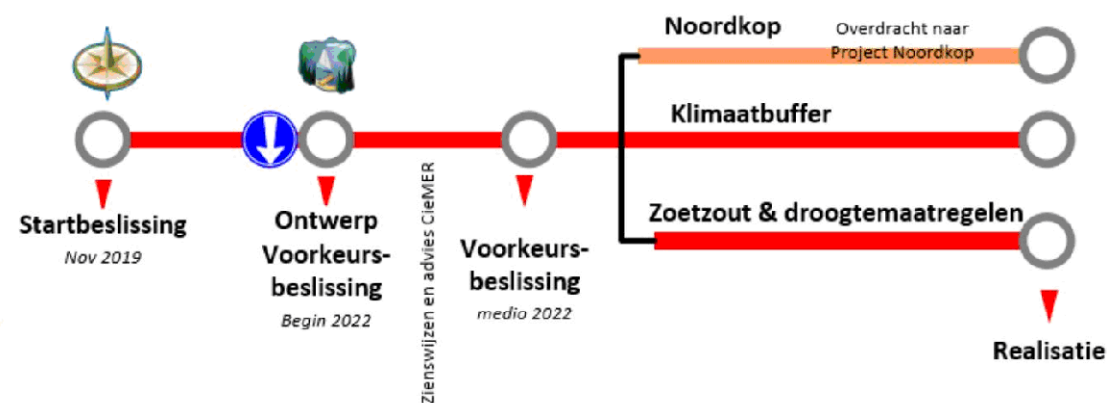 Startbeslissing
Nov 2019
Ontwerp
Voorkeurs-
beslissing
Begin 2022
Zienswijzen en advies CieMER
Voorkeurs-
beslissing
medio 2022
Noordkop
Overdracht naar
Project Noordkop
Klimaatbuffer
Zoetzout & droogtemaatregelen
Realisatie